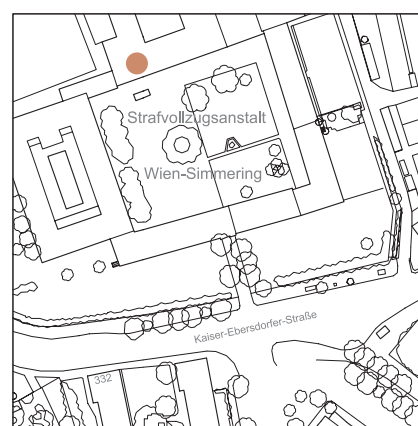 Strafvollzugsanstalt
Wien-Simmering
Kaiser-Ebersdorfer-Straße
332